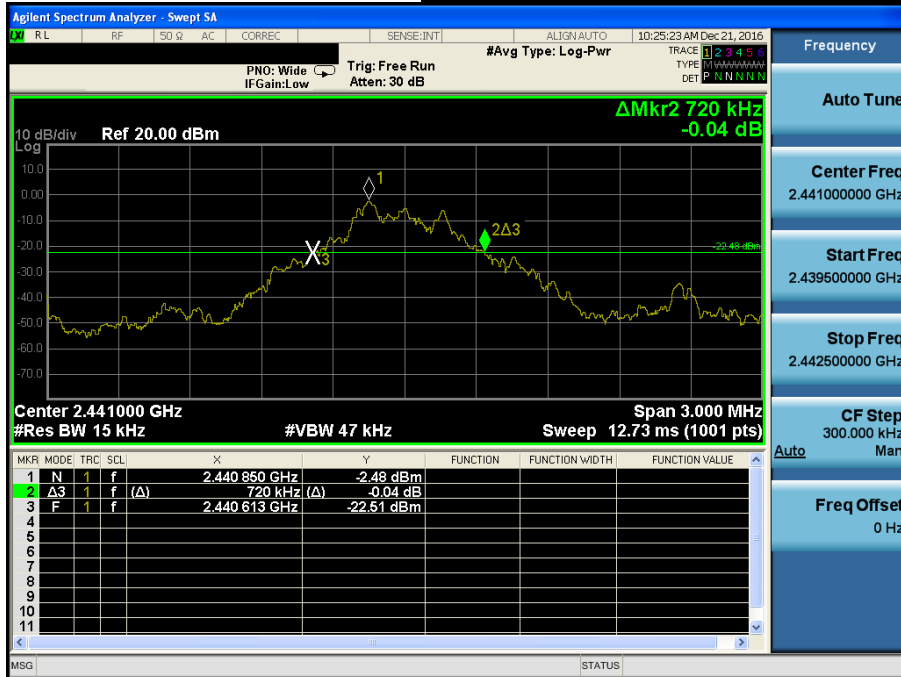 Agilent Spectrum Analyzer - Swept SA
LXI RL RF 50 Ω AC CORREC SENSE:INT ALIGNAUTO 10:25:23 AM Dec 21, 2016
PNO: Wide
IFGain:Low
Trig: Free Run
Atten: 30 dB
#Avg Type: Log-Pwr
TRACE 1 2 3 4 5 6
TYPE M WWWWW
DET P N N N N N
ΔMkr2 720 kHz
-0.04 dB
10 dB/div Ref 20.00 dBm
Log
10.0
0.00
-10.0
-20.0
-30.0
-40.0
-50.0
-60.0
-70.0
1
2Δ3
3
-22.48 dBm
Center 2.441000 GHz Span 3.000 MHz
#Res BW 15 kHz #VBW 47 kHz Sweep 12.73 ms (1001 pts)
MKR MODE TRC SCL X Y FUNCTION FUNCTION WIDTH FUNCTION VALUE
1 N 1 f 2.440 850 GHz -2.48 dBm
2 Δ3 1 f (Δ) 720 kHz (Δ) -0.04 dB
3 F 1 f 2.440 613 GHz -22.51 dBm
4
5
6
7
8
9
10
11
MSG STATUS
Frequency
Auto Tune
Center Freq
2.441000000 GHz
Start Freq
2.439500000 GHz
Stop Freq
2.442500000 GHz
CF Step
300.000 kHz
Auto Man
Freq Offset
0 Hz